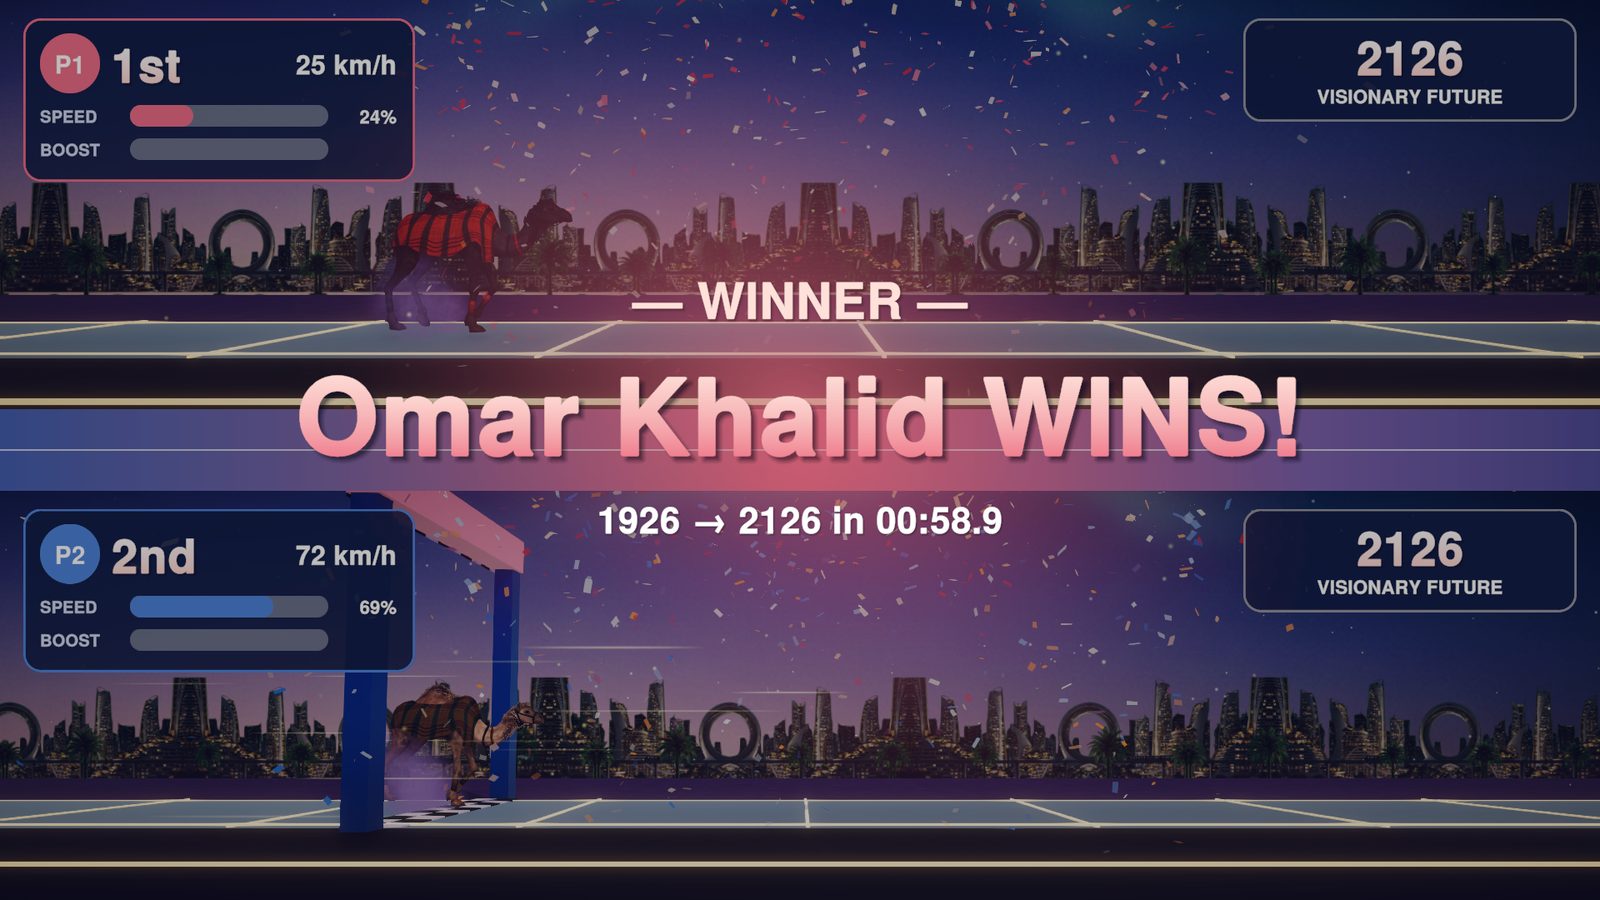 P1 1st 25 km/h
SPEED 24%
BOOST
2126
VISIONARY FUTURE
— WINNER —
Omar Khalid WINS!
1926 → 2126 in 00:58.9
P2 2nd 72 km/h
SPEED 69%
BOOST
2126
VISIONARY FUTURE